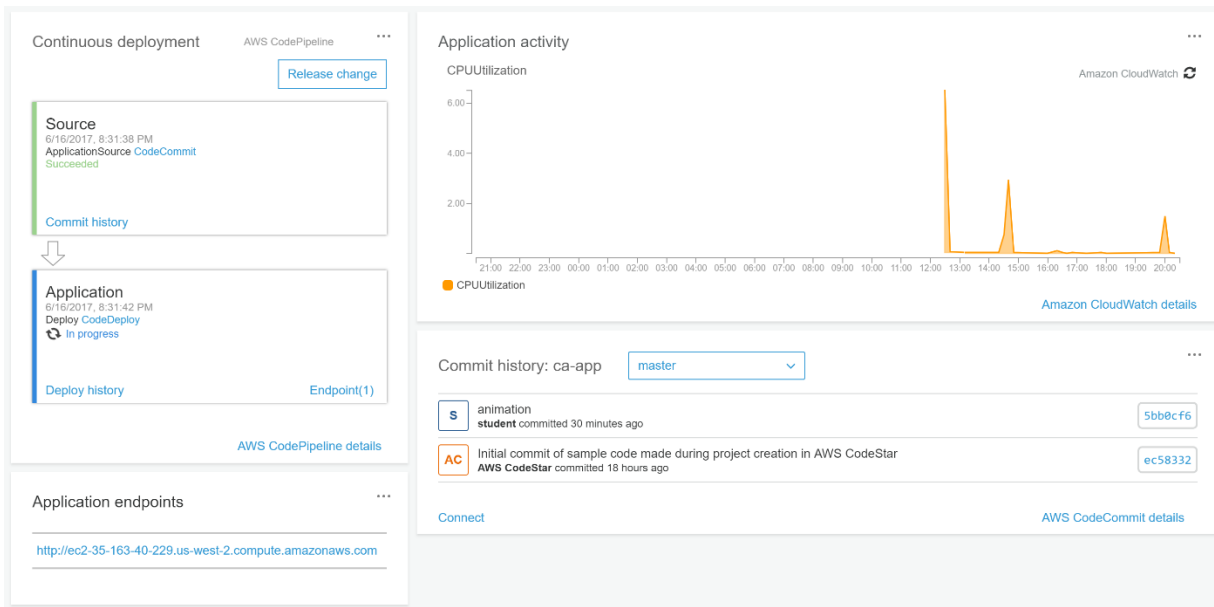 Continuous deployment
AWS CodePipeline
Release change
Source
6/16/2017, 8:31:38 PM
ApplicationSource CodeCommit
Succeeded
Commit history
Application
6/16/2017, 8:31:42 PM
Deploy CodeDeploy
In progress
Deploy history Endpoint(1)
AWS CodePipeline details
Application endpoints
http://ec2-35-163-40-229.us-west-2.compute.amazonaws.com
Application activity
CPUUtilization
Amazon CloudWatch
6.00
4.00
2.00
21:00 22:00 23:00 00:00 01:00 02:00 03:00 04:00 05:00 06:00 07:00 08:00 09:00 10:00 11:00 12:00 13:00 14:00 15:00 16:00 17:00 18:00 19:00 20:00
CPUUtilization
Amazon CloudWatch details
Commit history: ca-app master
S animation 5bb0cf6
student committed 30 minutes ago
AC Initial commit of sample code made during project creation in AWS CodeStar ec58332
AWS CodeStar committed 18 hours ago
Connect AWS CodeCommit details